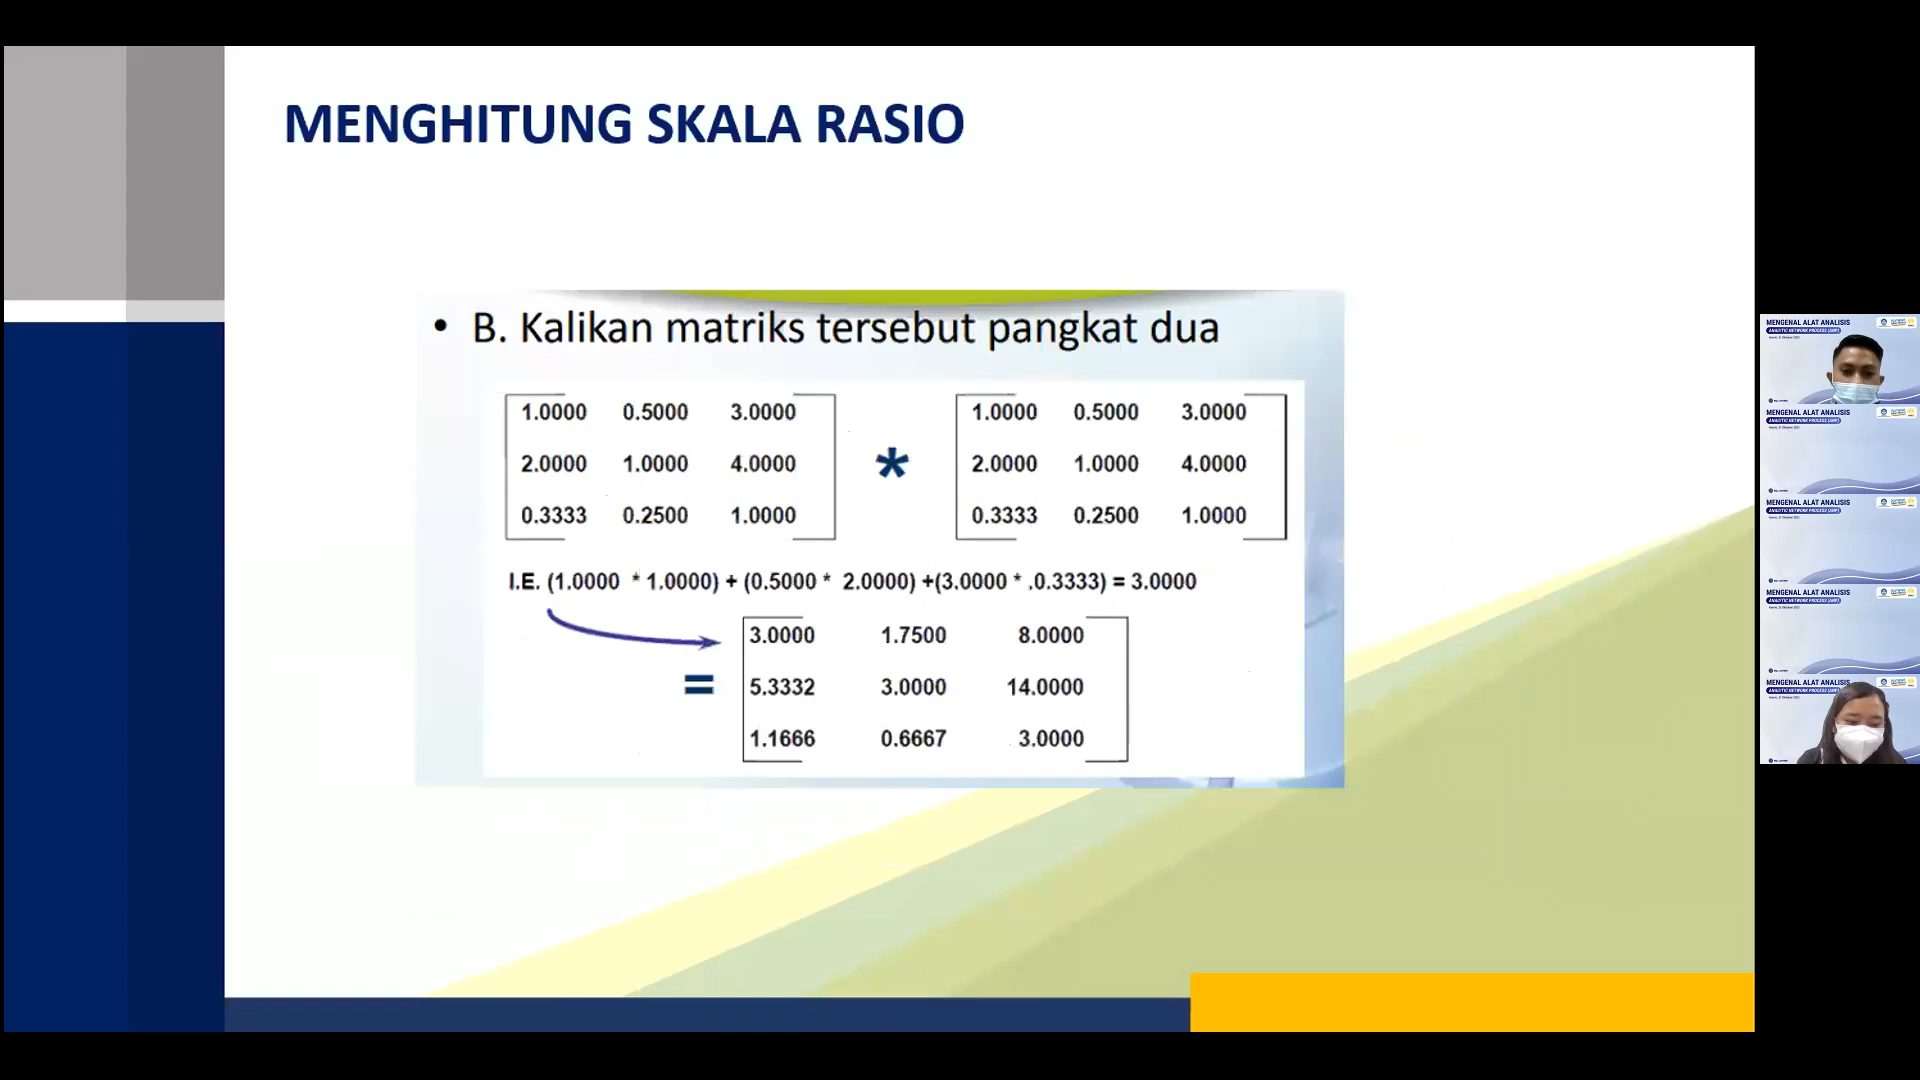 MENGHITUNG SKALA RASIO
• B. Kalikan matriks tersebut pangkat dua
1.0000 0.5000 3.0000
2.0000 1.0000 4.0000
0.3333 0.2500 1.0000
*
1.0000 0.5000 3.0000
2.0000 1.0000 4.0000
0.3333 0.2500 1.0000
I.E. (1.0000 * 1.0000) + (0.5000 * 2.0000) +(3.0000 * .0.3333) = 3.0000
=
3.0000 1.7500 8.0000
5.3332 3.0000 14.0000
1.1666 0.6667 3.0000
MENGENAL ALAT ANALISIS
ANALYTIC NETWORK PROCESS (ANP)
MENGENAL ALAT ANALISIS
ANALYTIC NETWORK PROCESS (ANP)
MENGENAL ALAT ANALISIS
ANALYTIC NETWORK PROCESS (ANP)
MENGENAL ALAT ANALISIS
ANALYTIC NETWORK PROCESS (ANP)
MENGENAL ALAT ANALISIS
ANALYTIC NETWORK PROCESS (ANP)